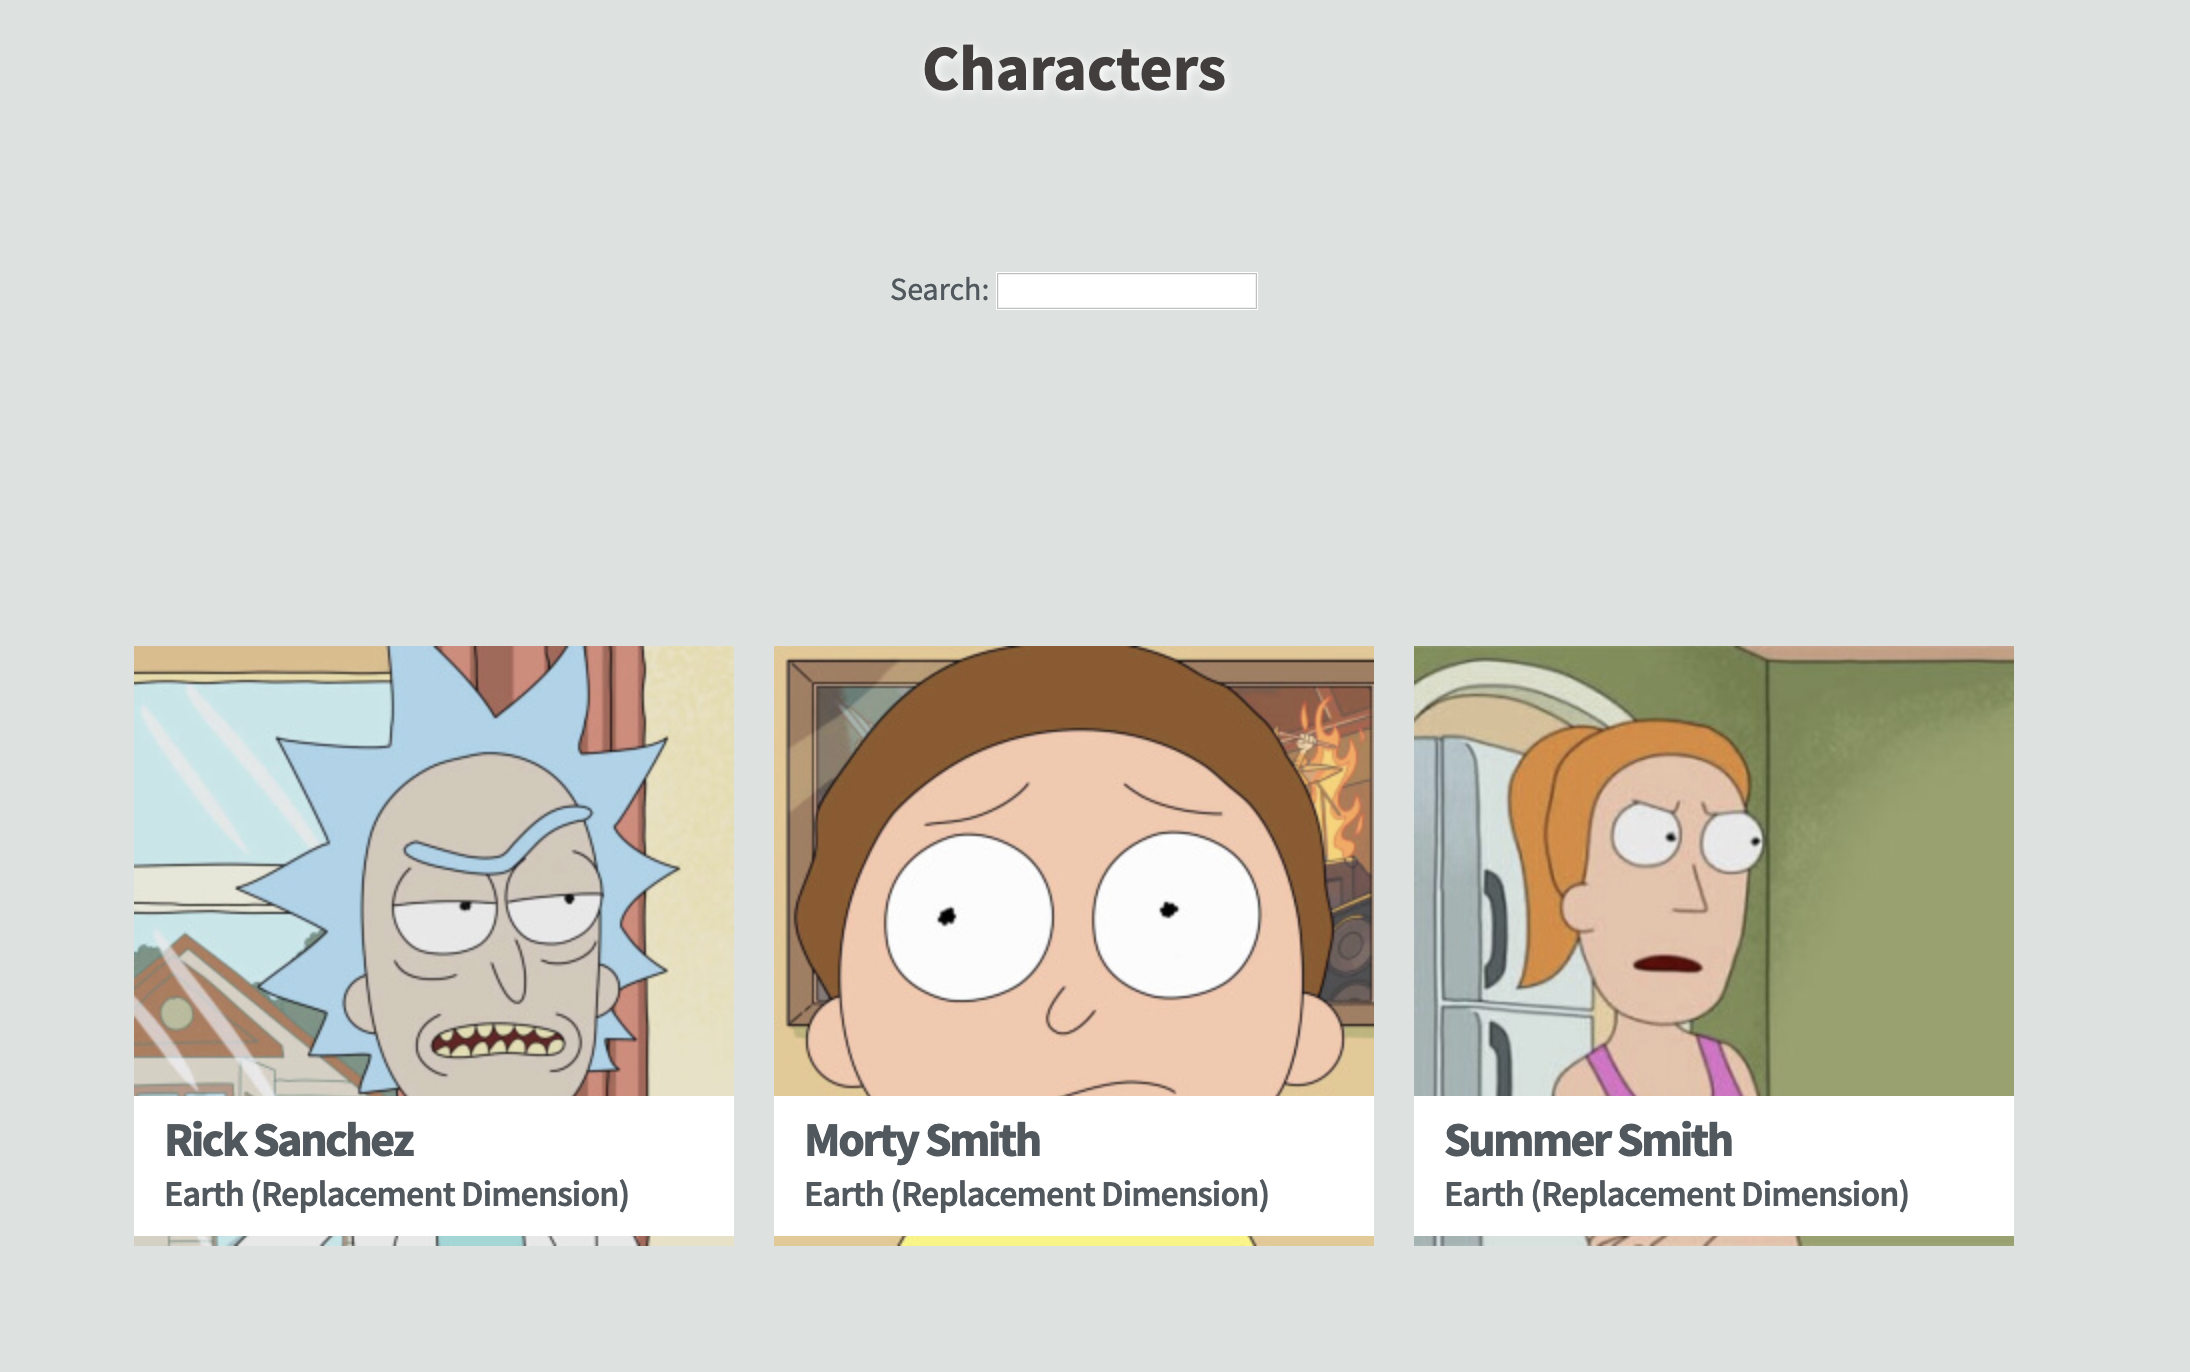 Characters
Search:
Rick Sanchez
Earth (Replacement Dimension)
Morty Smith
Earth (Replacement Dimension)
Summer Smith
Earth (Replacement Dimension)